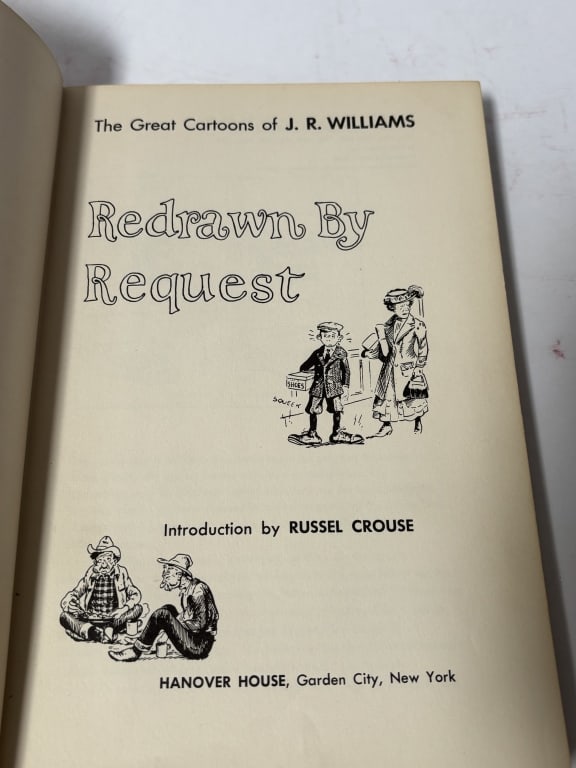 The Great Cartoons of J. R. WILLIAMS
Redrawn By
Request
SHOES
SQUEEK
Introduction by RUSSEL CROUSE
HANOVER HOUSE, Garden City, New York